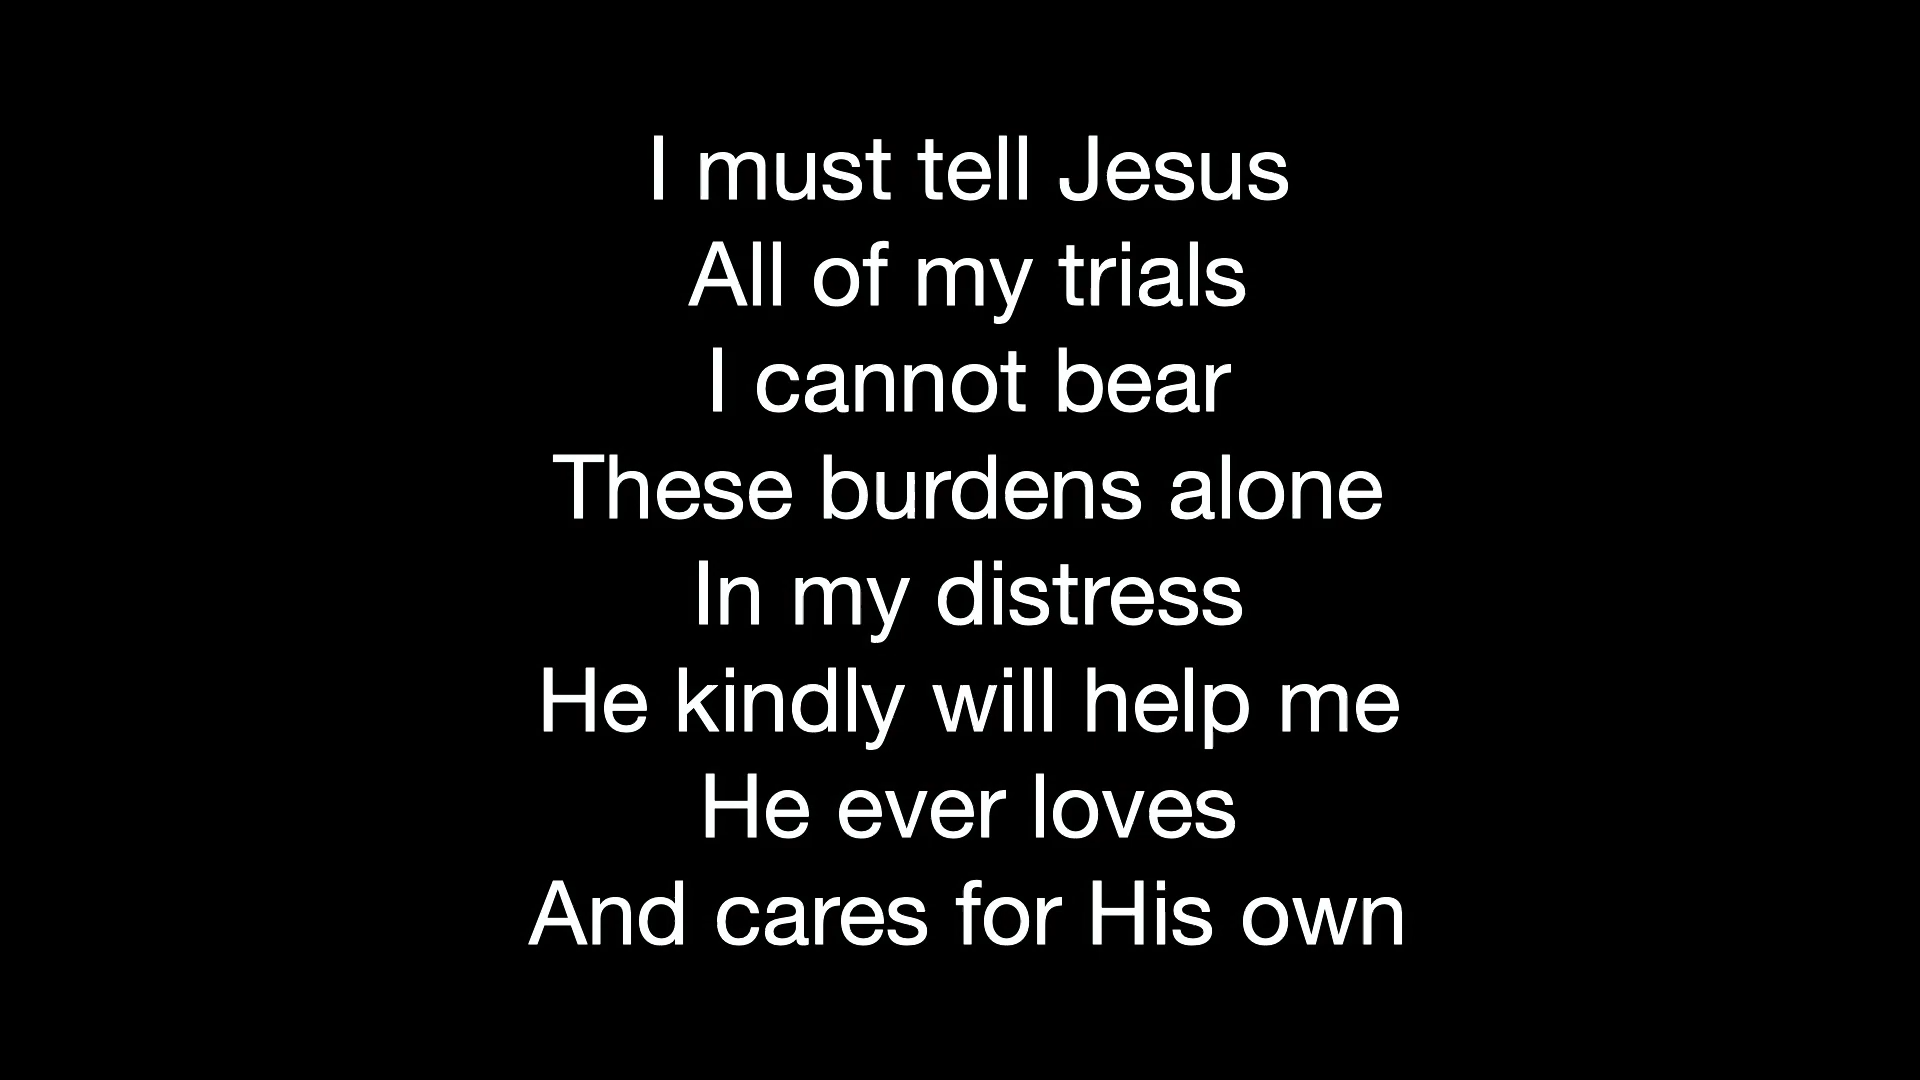 I must tell Jesus
All of my trials
I cannot bear
These burdens alone
In my distress
He kindly will help me
He ever loves
And cares for His own